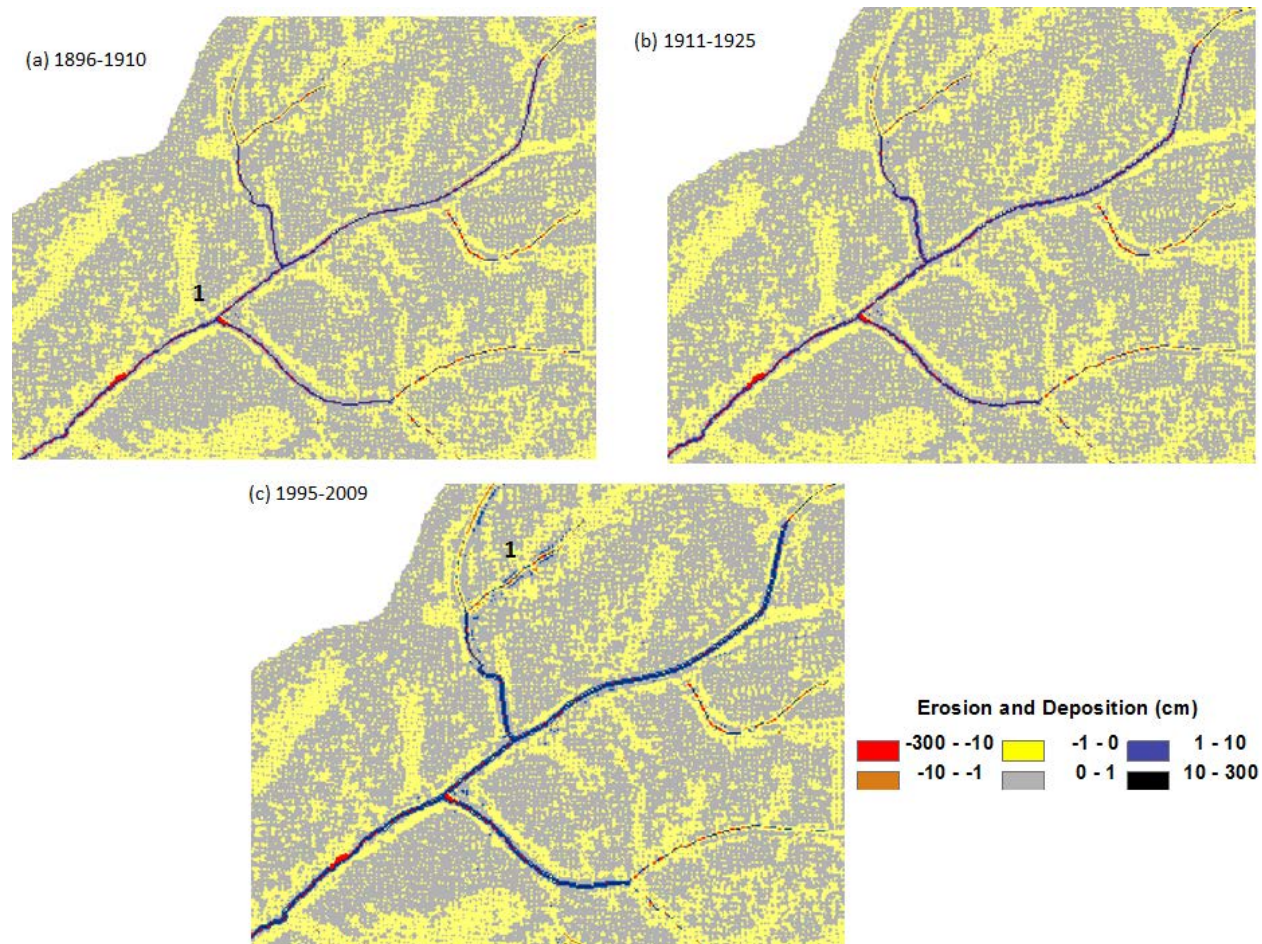 (a) 1896-1910
(b) 1911-1925
1
(c) 1995-2009
1
Erosion and Deposition (cm)
-300 - -10 -1 - 0 1 - 10
-10 - -1 0 - 1 10 - 300